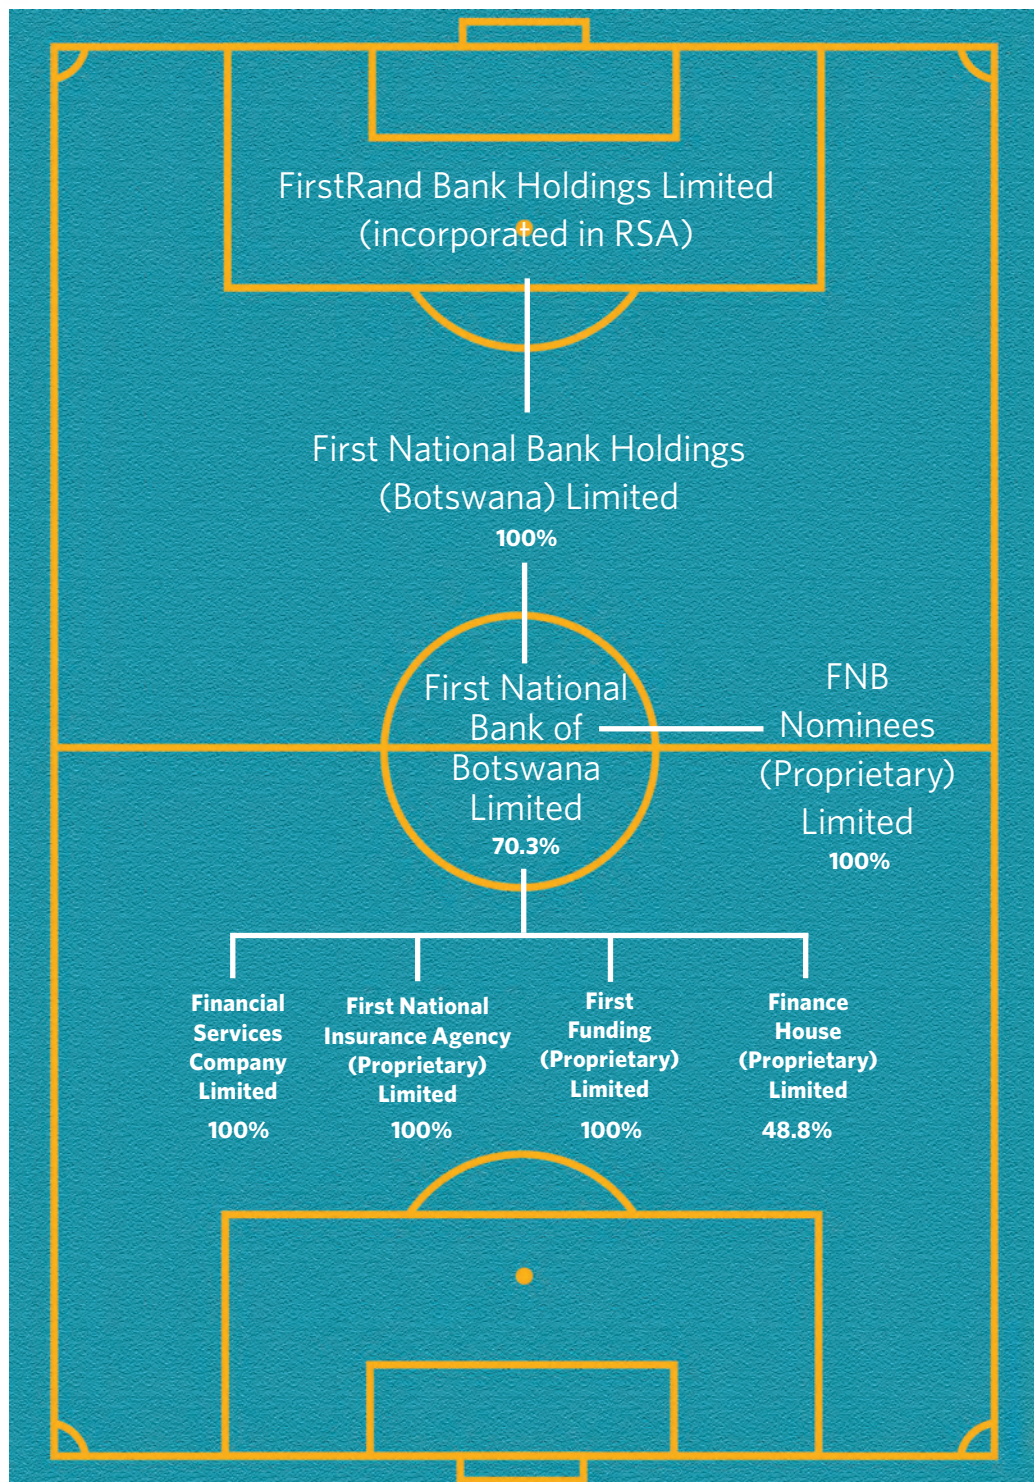 FirstRand Bank Holdings Limited
(incorporated in RSA)
First National Bank Holdings
(Botswana) Limited
100%
First National
Bank of
Botswana
Limited
70.3%
FNB
Nominees
(Proprietary)
Limited
100%
Financial
Services
Company
Limited
100%
First National
Insurance Agency
(Proprietary)
Limited
100%
First
Funding
(Proprietary)
Limited
100%
Finance
House
(Proprietary)
Limited
48.8%